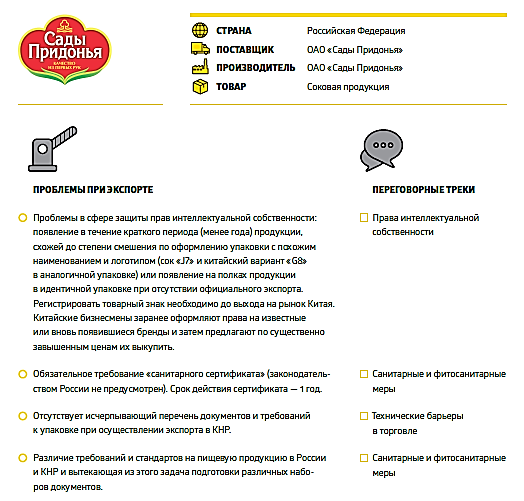 Сады
Придонья
КАЧЕСТВО
ИЗ ПЕРВЫХ РУК
СТРАНА Российская Федерация
ПОСТАВЩИК ОАО «Сады Придонья»
ПРОИЗВОДИТЕЛЬ ОАО «Сады Придонья»
ТОВАР Соковая продукция
ПРОБЛЕМЫ ПРИ ЭКСПОРТЕ
ПЕРЕГОВОРНЫЕ ТРЕКИ
Проблемы в сфере защиты прав интеллектуальной собственности:
появление в течение краткого периода (менее года) продукции,
схожей до степени смешения по оформлению упаковки с похожим
наименованием и логотипом (сок «J7» и китайский вариант «G8»
в аналогичной упаковке) или появление на полках продукции
в идентичной упаковке при отсутствии официального экспорта.
Регистрировать товарный знак необходимо до выхода на рынок Китая.
Китайские бизнесмены заранее оформляют права на известные
или вновь появившиеся бренды и затем предлагают по существенно
завышенным ценам их выкупить.
Права интеллектуальной
собственности
Обязательное требование «санитарного сертификата» (законодатель-
ством России не предусмотрен). Срок действия сертификата — 1 год.
Санитарные и фитосанитарные
меры
Отсутствует исчерпывающий перечень документов и требований
к упаковке при осуществлении экспорта в КНР.
Технические барьеры
в торговле
Различие требований и стандартов на пищевую продукцию в России
и КНР и вытекающая из этого задача подготовки различных набо-
ров документов.
Санитарные и фитосанитарные
меры